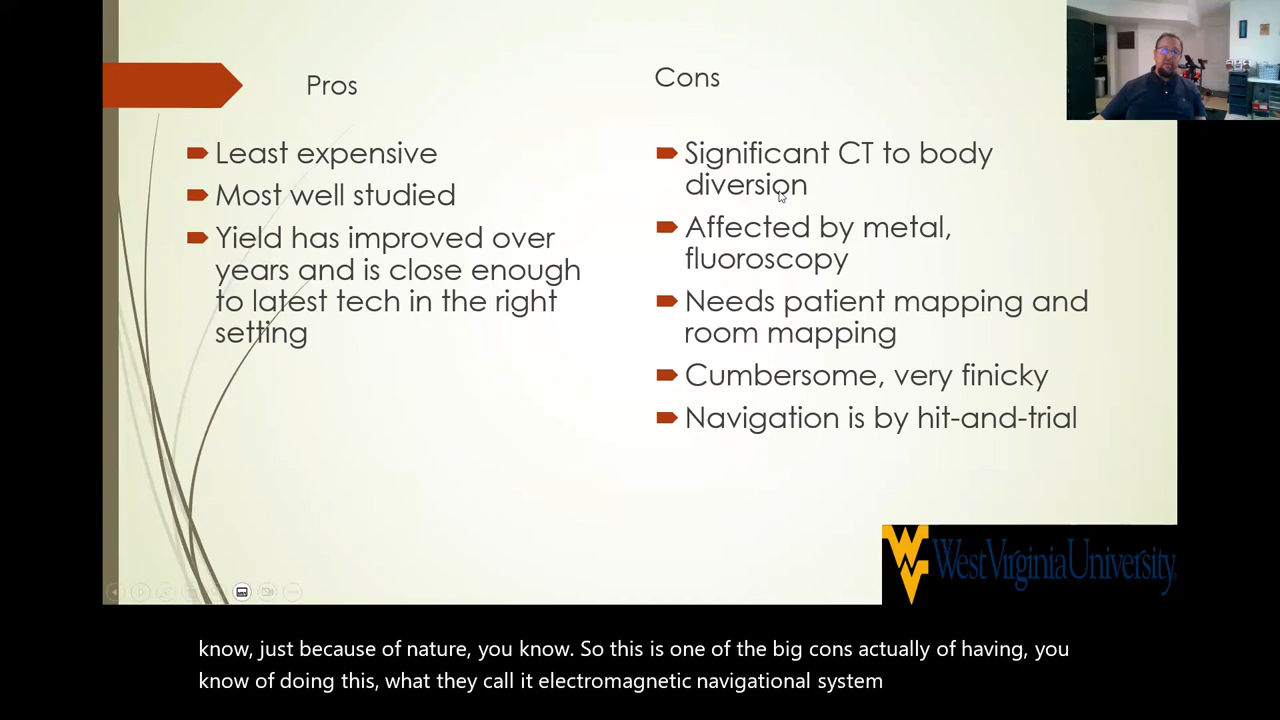 Pros
Least expensive
Most well studied
Yield has improved over
years and is close enough
to latest tech in the right
setting
Cons
Significant CT to body
diversion
Affected by metal,
fluoroscopy
Needs patient mapping and
room mapping
Cumbersome, very finicky
Navigation is by hit-and-trial
WestVirginiaUniversity
know, just because of nature, you know. So this is one of the big cons actually of having, you
know of doing this, what they call it electromagnetic navigational system